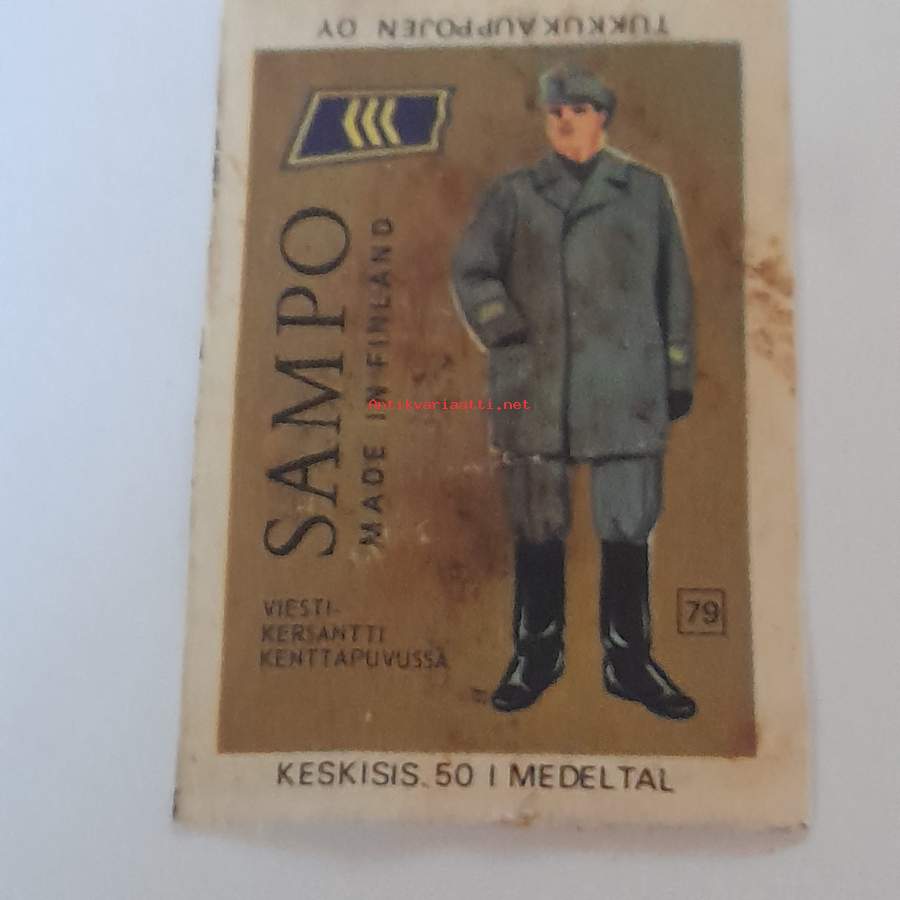 TUKKUKAUPPOJEN OY
SAMPO
MADE IN FINLAND
Antikvariaatti.net
VIESTI-
KERSANTTI
KENTTÄPUVUSSA
79
KESKISIS. 50 I MEDELTAL